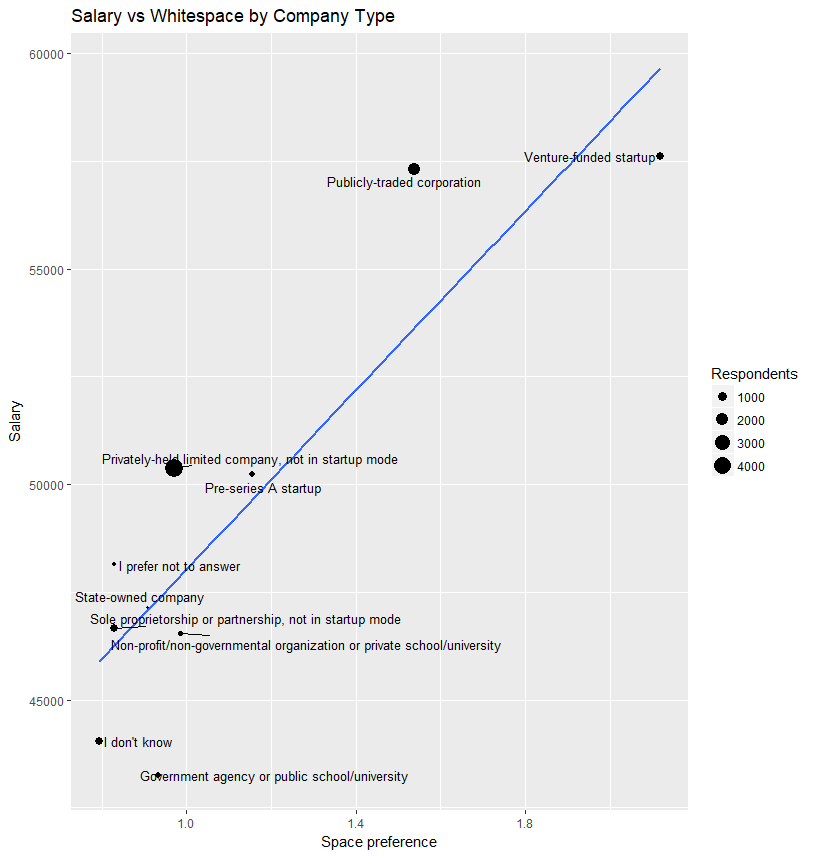 Salary vs Whitespace by Company Type
60000
Venture-funded startup
Publicly-traded corporation
55000
Salary
Privately-held limited company, not in startup mode
50000
Pre-series A startup
I prefer not to answer
State-owned company
Sole proprietorship or partnership, not in startup mode
Non-profit/non-governmental organization or private school/university
45000
I don't know
Government agency or public school/university
1.0
1.4
1.8
Space preference
Respondents
1000
2000
3000
4000